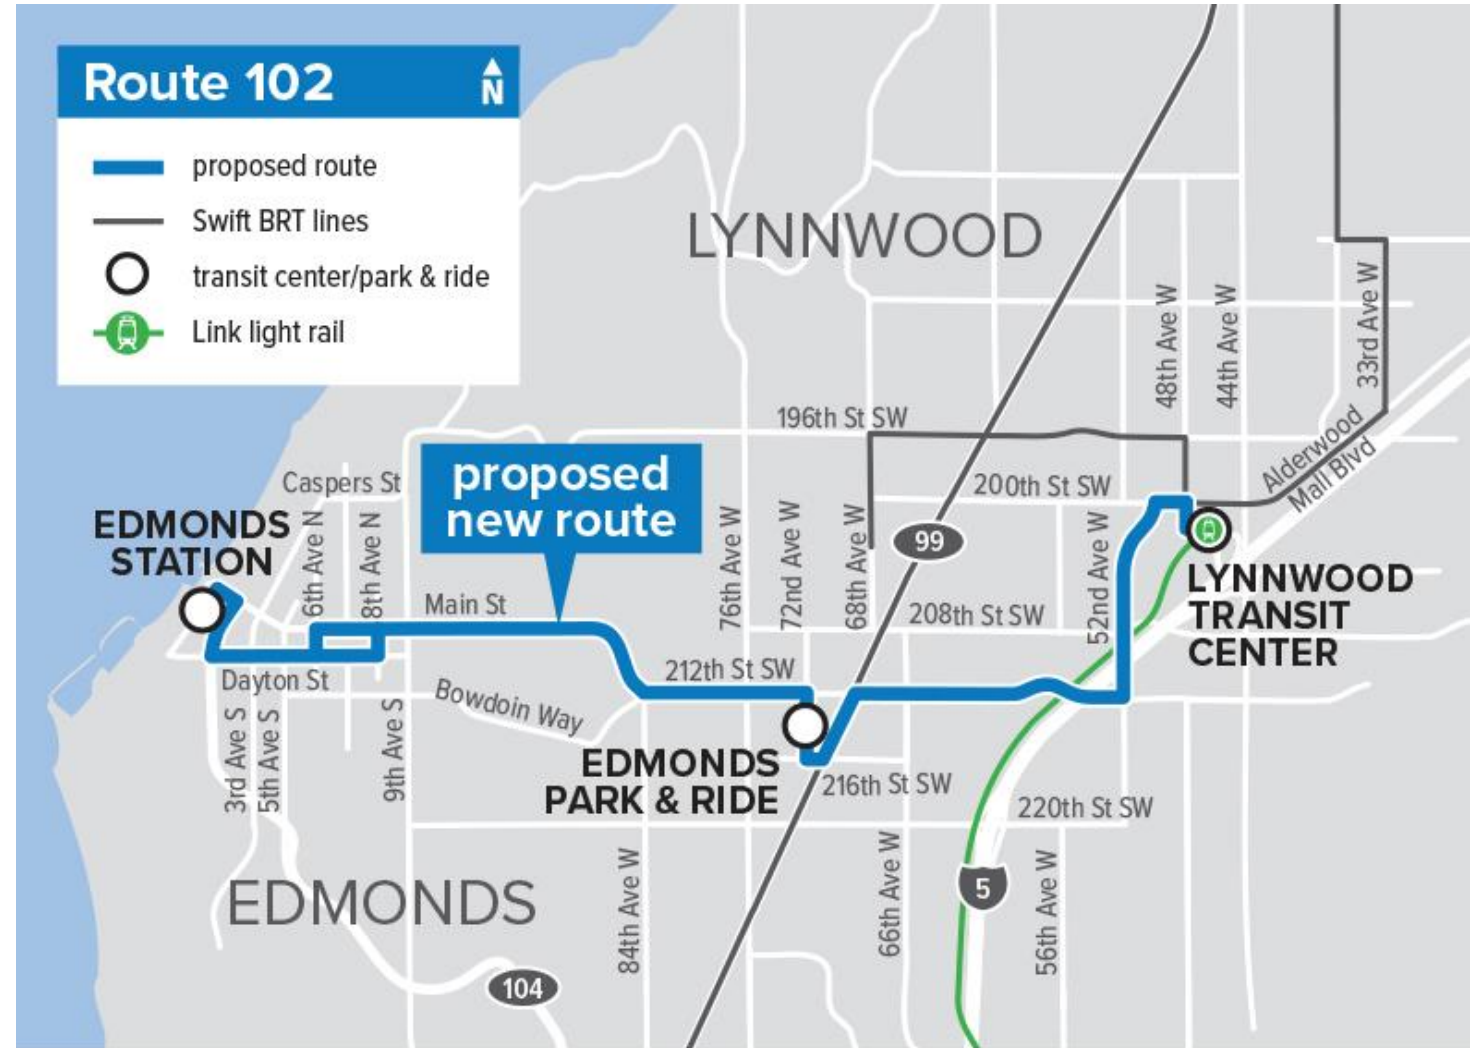 Route 102
N
proposed route
Swift BRT lines
transit center/park & ride
Link light rail
LYNNWOOD
48th Ave W
44th Ave W
33rd Ave W
196th St SW
Alderwood
Mall Blvd
proposed
new route
Caspers St
200th St SW
EDMONDS
STATION
6th Ave N
8th Ave N
76th Ave W
72nd Ave W
68th Ave W
99
52nd Ave W
LYNNWOOD
TRANSIT
CENTER
Main St
208th St SW
212th St SW
Dayton St
Bowdoin Way
3rd Ave S
5th Ave S
9th Ave S
EDMONDS
PARK & RIDE
216th St SW
220th St SW
EDMONDS
84th Ave W
66th Ave W
5
56th Ave W
104